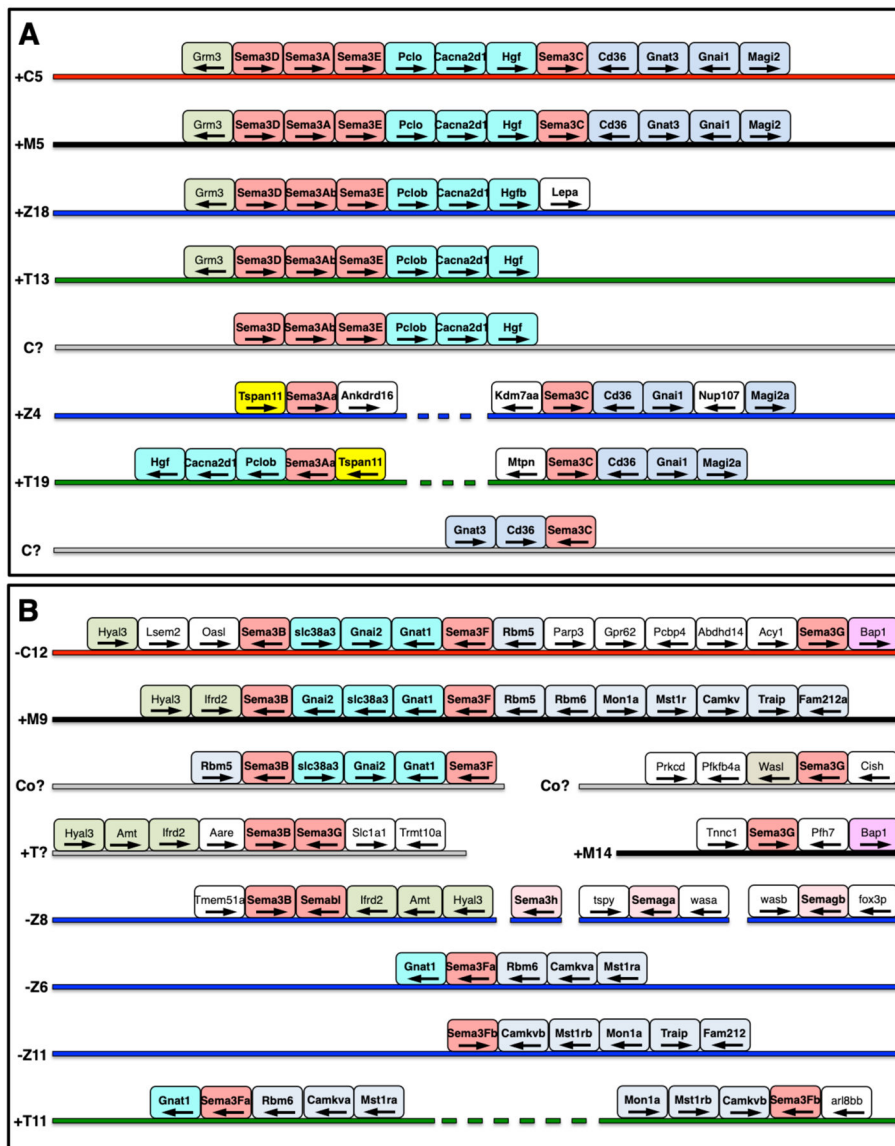 A
Grm3 Sema3D Sema3A Sema3E Pclo Cacna2d1 Hgf Sema3C Cd36 Gnat3 Gnai1 Magi2
+C5
Grm3 Sema3D Sema3A Sema3E Pclo Cacna2d1 Hgf Sema3C Cd36 Gnat3 Gnai1 Magi2
+M5
Grm3 Sema3D Sema3Ab Sema3E Pclob Cacna2d1 Hgfb Lepa
+Z18
Grm3 Sema3D Sema3Ab Sema3E Pclob Cacna2d1 Hgf
+T13
Sema3D Sema3Ab Sema3E Pclob Cacna2d1 Hgf
C?
Tspan11 Sema3Aa Ankdrd16 Kdm7aa Sema3C Cd36 Gnai1 Nup107 Magi2a
+Z4
Hgf Cacna2d1 Pclob Sema3Aa Tspan11 Mtpn Sema3C Cd36 Gnai1 Magi2a
+T19
Gnat3 Cd36 Sema3C
C?
B
Hyal3 Lsem2 Oasl Sema3B slc38a3 Gnai2 Gnat1 Sema3F Rbm5 Parp3 Gpr62 Pcbp4 Abdhd14 Acy1 Sema3G Bap1
-C12
Hyal3 Ifrd2 Sema3B Gnai2 slc38a3 Gnat1 Sema3F Rbm5 Rbm6 Mon1a Mst1r Camkv Traip Fam212a
+M9
Rbm5 Sema3B slc38a3 Gnai2 Gnat1 Sema3F Prkcd Pfkfb4a Wasl Sema3G Cish
Co? Co?
Hyal3 Amt Ifrd2 Aare Sema3B Sema3G Slc1a1 Trmt10a Tnnc1 Sema3G Pfh7 Bap1
+T? +M14
Tmem51a Sema3B Semabl Ifrd2 Amt Hyal3 Sema3h tspy Semaga wasa wasb Semagb fox3p
-Z8
Gnat1 Sema3Fa Rbm6 Camkva Mst1ra
-Z6
Sema3Fb Camkvb Mst1rb Mon1a Traip Fam212
-Z11
Gnat1 Sema3Fa Rbm6 Camkva Mst1ra Mon1a Mst1rb Camkvb Sema3Fb arl8bb
+T11